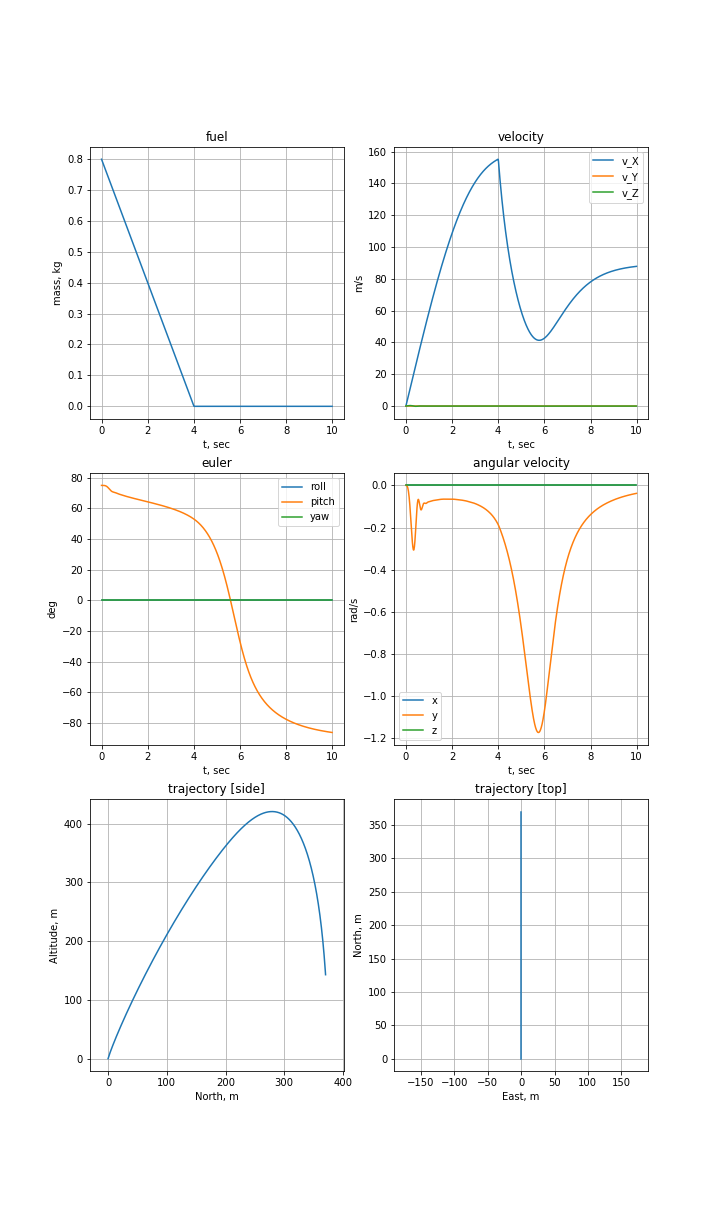 fuel
mass, kg
0.8
0.7
0.6
0.5
0.4
0.3
0.2
0.1
0.0
0 2 4 6 8 10
t, sec
velocity
m/s
160
140
120
100
80
60
40
20
0
v_X
v_Y
v_Z
0 2 4 6 8 10
t, sec
euler
deg
80
60
40
20
0
−20
−40
−60
−80
roll
pitch
yaw
0 2 4 6 8 10
t, sec
angular velocity
rad/s
0.0
−0.2
−0.4
−0.6
−0.8
−1.0
−1.2
x
y
z
0 2 4 6 8 10
t, sec
trajectory [side]
Altitude, m
400
300
200
100
0
0 100 200 300 400
North, m
trajectory [top]
North, m
350
300
250
200
150
100
50
0
−150 −100 −50 0 50 100 150
East, m